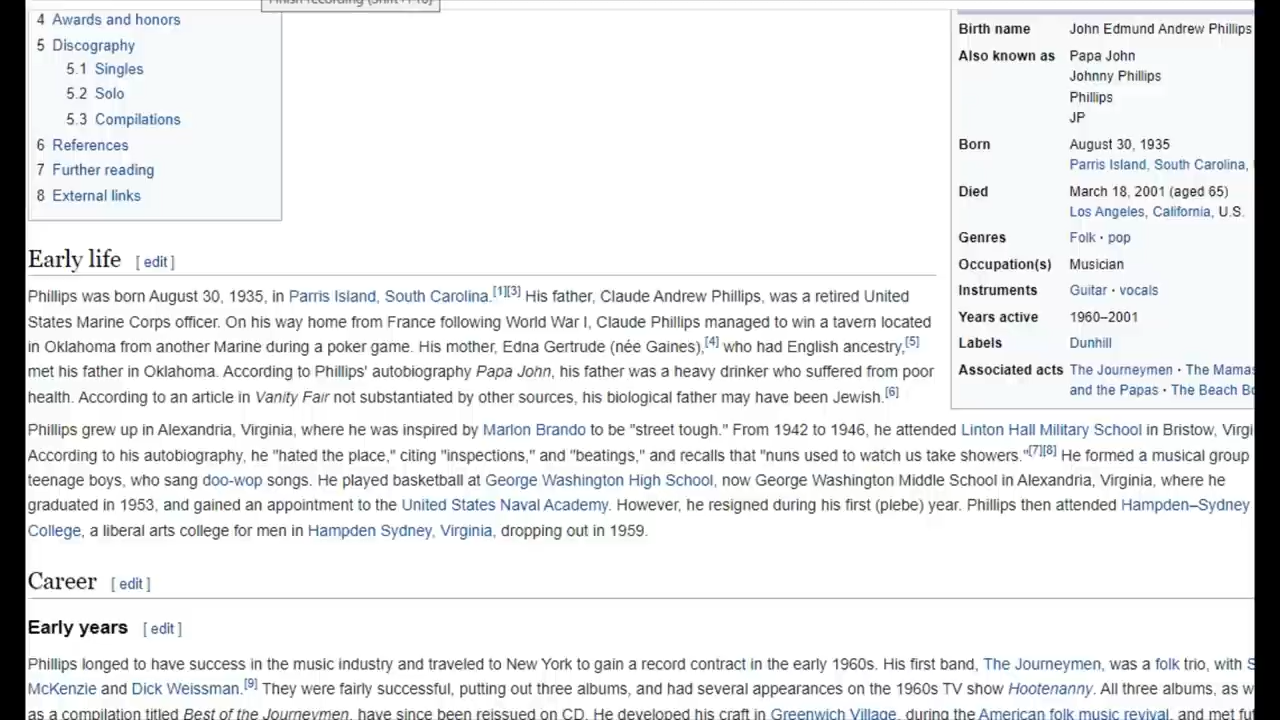 4 Awards and honors
5 Discography
5.1 Singles
5.2 Solo
5.3 Compilations
6 References
7 Further reading
8 External links
Birth name John Edmund Andrew Phillips
Also known as Papa John
Johnny Phillips
Phillips
JP
Born August 30, 1935
Parris Island, South Carolina,
Died March 18, 2001 (aged 65)
Los Angeles, California, U.S.
Genres Folk · pop
Occupation(s) Musician
Instruments Guitar · vocals
Years active 1960–2001
Labels Dunhill
Associated acts The Journeymen · The Mamas
and the Papas · The Beach
Early life [ edit ]
Phillips was born August 30, 1935, in Parris Island, South Carolina.[1][3] His father, Claude Andrew Phillips, was a retired United
States Marine Corps officer. On his way home from France following World War I, Claude Phillips managed to win a tavern located
in Oklahoma from another Marine during a poker game. His mother, Edna Gertrude (née Gaines),[4] who had English ancestry,[5]
met his father in Oklahoma. According to Phillips' autobiography Papa John, his father was a heavy drinker who suffered from poor
health. According to an article in Vanity Fair not substantiated by other sources, his biological father may have been Jewish.[6]
Phillips grew up in Alexandria, Virginia, where he was inspired by Marlon Brando to be "street tough." From 1942 to 1946, he attended Linton Hall Military School in Bristow, Virgi
According to his autobiography, he "hated the place," citing "inspections," and "beatings," and recalls that "nuns used to watch us take showers."[7][8] He formed a musical group
teenage boys, who sang doo-wop songs. He played basketball at George Washington High School, now George Washington Middle School in Alexandria, Virginia, where he
graduated in 1953, and gained an appointment to the United States Naval Academy. However, he resigned during his first (plebe) year. Phillips then attended Hampden–Sydney
College, a liberal arts college for men in Hampden Sydney, Virginia, dropping out in 1959.
Career [ edit ]
Early years [ edit ]
Phillips longed to have success in the music industry and traveled to New York to gain a record contract in the early 1960s. His first band, The Journeymen, was a folk trio, with S
McKenzie and Dick Weissman.[9] They were fairly successful, putting out three albums, and had several appearances on the 1960s TV show Hootenanny. All three albums, as w
as a compilation titled Best of the Journeymen, have since been reissued on CD. He developed his craft in Greenwich Village, during the American folk music revival, and met fut